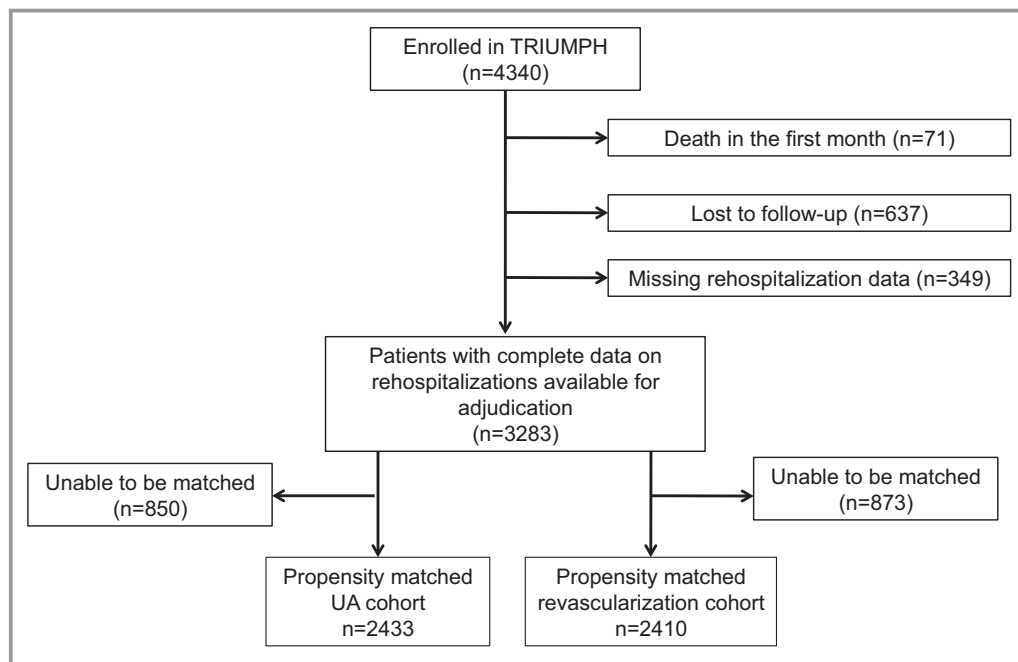 Enrolled in TRIUMPH
(n=4340)
Death in the first month (n=71)
Lost to follow-up (n=637)
Missing rehospitalization data (n=349)
Patients with complete data on
rehospitalizations available for
adjudication
(n=3283)
Unable to be matched
(n=850)
Unable to be matched
(n=873)
Propensity matched
UA cohort
n=2433
Propensity matched
revascularization cohort
n=2410